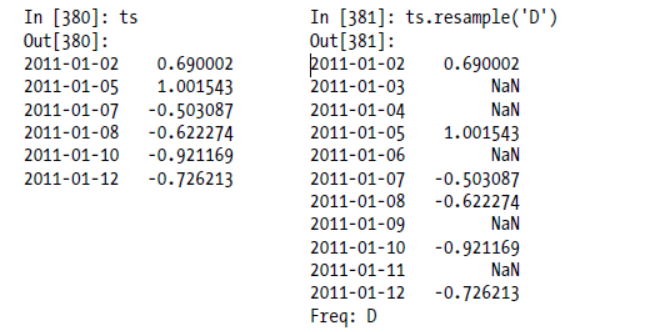 In [380]: ts
Out[380]:
2011-01-02    0.690002
2011-01-05    1.001543
2011-01-07   -0.503087
2011-01-08   -0.622274
2011-01-10   -0.921169
2011-01-12   -0.726213
In [381]: ts.resample('D')
Out[381]:
2011-01-02    0.690002
2011-01-03         NaN
2011-01-04         NaN
2011-01-05    1.001543
2011-01-06         NaN
2011-01-07   -0.503087
2011-01-08   -0.622274
2011-01-09         NaN
2011-01-10   -0.921169
2011-01-11         NaN
2011-01-12   -0.726213
Freq: D